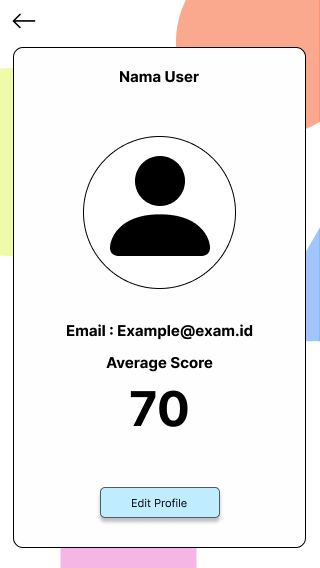 Nama User
Email : Example@exam.id
Average Score
70
Edit Profile